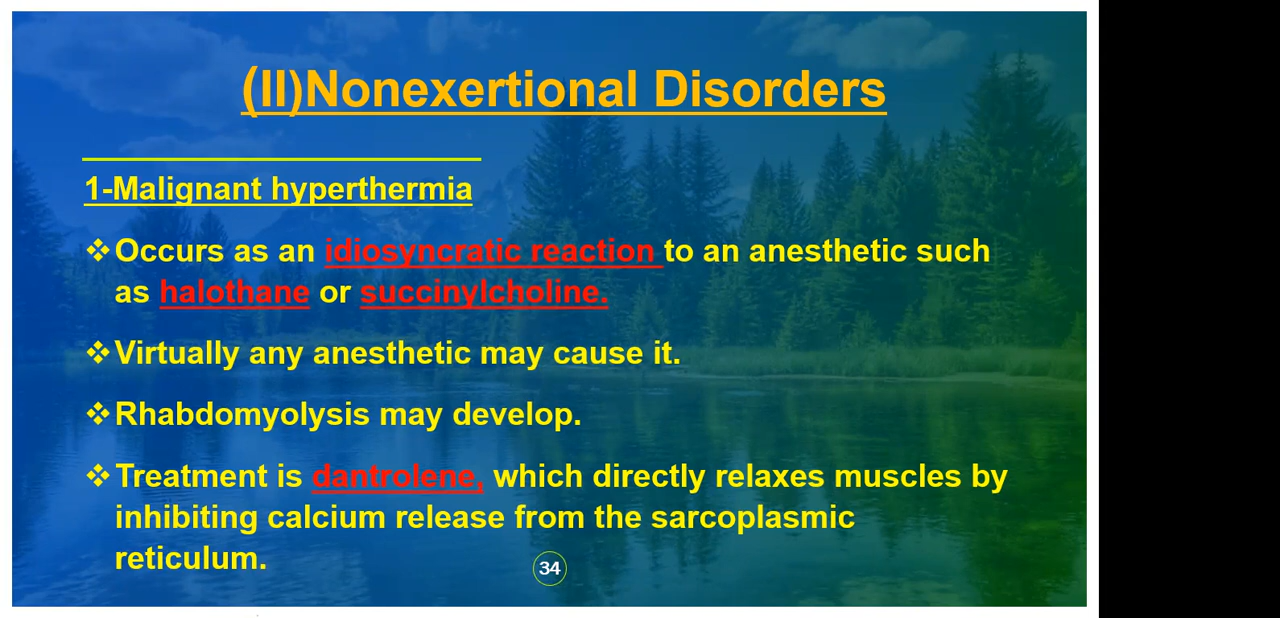 (II)Nonexertional Disorders
1-Malignant hyperthermia
❖Occurs as an idiosyncratic reaction to an anesthetic such
as halothane or succinylcholine.
❖Virtually any anesthetic may cause it.
❖Rhabdomyolysis may develop.
❖Treatment is dantrolene, which directly relaxes muscles by
inhibiting calcium release from the sarcoplasmic
reticulum.
34